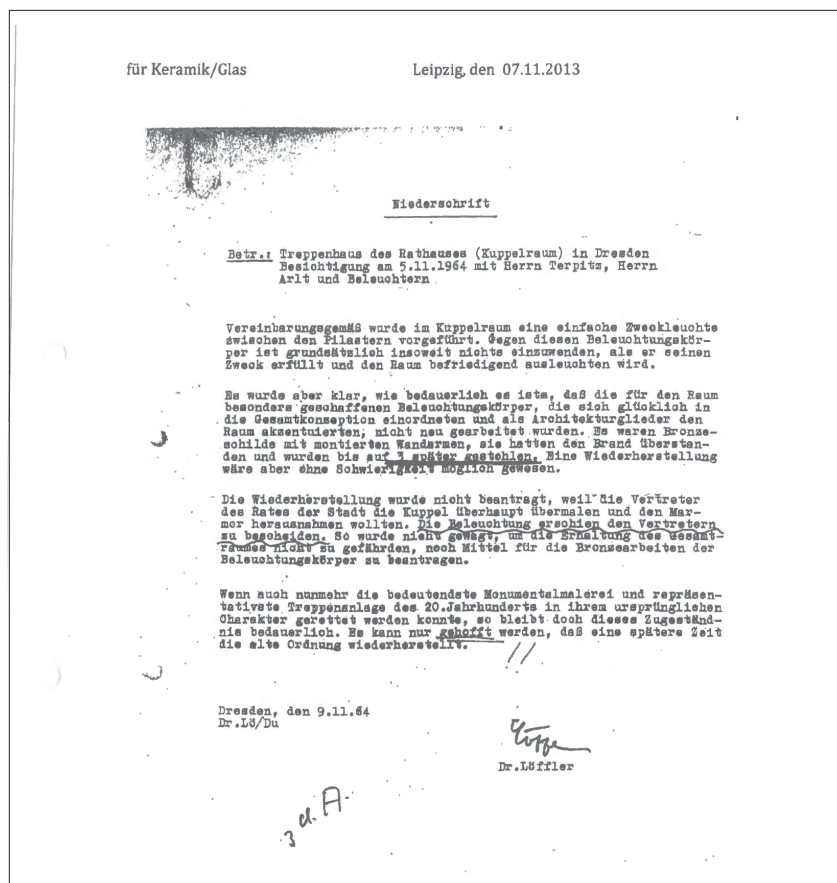 für Keramik/Glas Leipzig, den 07.11.2013
Niederschrift
Betr.: Treppenhaus des Rathauses (Kuppelraum) in Dresden
Besichtigung am 5.11.1964 mit Herrn Terpitz, Herrn
Arlt und Beleuchtern
Vereinbarungsgemäß wurde im Kuppelraum eine einfache Zweckleuchte
zwischen den Pilastern vorgeführt. Gegen diesen Beleuchtungskör-
per ist grundsätzlich insoweit nichts einzuwenden, als er seinen
Zweck erfüllt und den Raum befriedigend ausleuchten wird.
Es wurde aber klar, wie bedauerlich es ists, daß die für den Raum
besonders geschaffenen Beleuchtungskörper, die sich glücklich in
die Gesamtkonzeption einordneten und als Architekturglieder den
Raum akzentuierten, nicht neu gearbeitet wurden. Es waren Bronze-
schilde mit montierten Wandarmen, sie hatten den Brand überstan-
den und wurden bis auf 3 später gestohlen. Eine Wiederherstellung
wäre aber ohne Schwierigkeit möglich gewesen.
Die Wiederherstellung wurde nicht beantragt, weil die Vertreter
des Rates der Stadt die Kuppel überhaupt übermalen und den Mar-
mor herausnahmen wollten. Die Beleuchtung erschien den Vertretern
zu bescheiden. So wurde nicht gewagt, um die Erhaltung des Gesamt-
raumes nicht zu gefährden, noch Mittel für die Bronzearbeiten der
Beleuchtungskörper zu beantragen.
Wenn auch nunmehr die bedeutendste Monumentalmalerei und repräsen-
tativste Treppenanlage des 20.Jahrhunderts in ihrem ursprünglichen
Charakter gerettet werden konnte, so bleibt doch dieses Zugeständ-
nis bedauerlich. Es kann nur gehofft werden, daß eine spätere Zeit
die alte Ordnung wiederherstellt. //
Dresden, den 9.11.64
Dr.Lö/Du
Dr.Löffler
3 d. A.